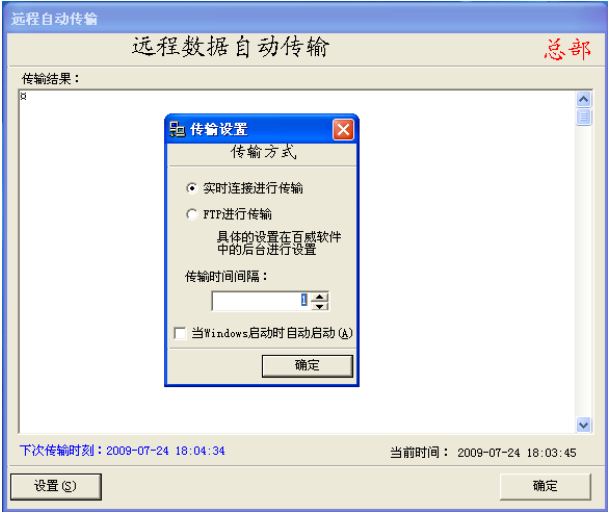 远程自动传输
远程数据自动传输
总部
传输结果：
¤
传输设置
传输方式
实时连接进行传输
FTP进行传输
具体的设置在百威软件
中的后台进行设置
传输时间间隔：
1
当Windows启动时自动启动(A)
确定
下次传输时刻：2009-07-24 18:04:34
当前时间： 2009-07-24 18:03:45
设置(S)
确定